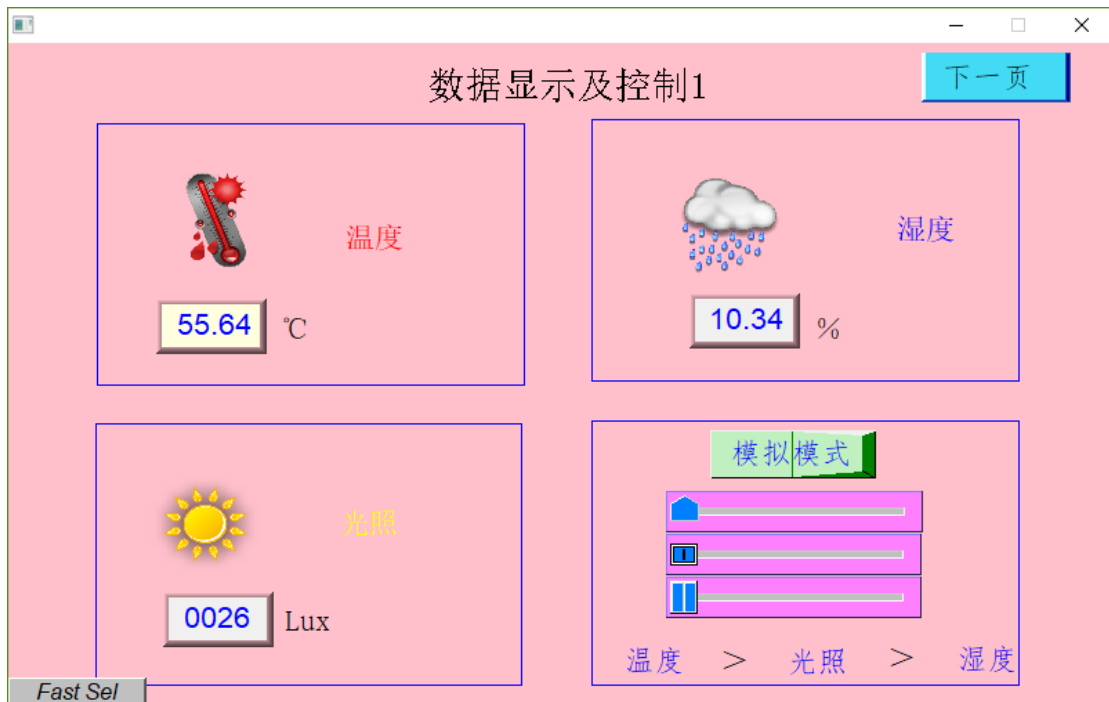 数据显示及控制1
下一页
温度
55.64 ℃
湿度
10.34 %
光照
0026 Lux
模拟模式
温度 > 光照 > 湿度
Fast Sel